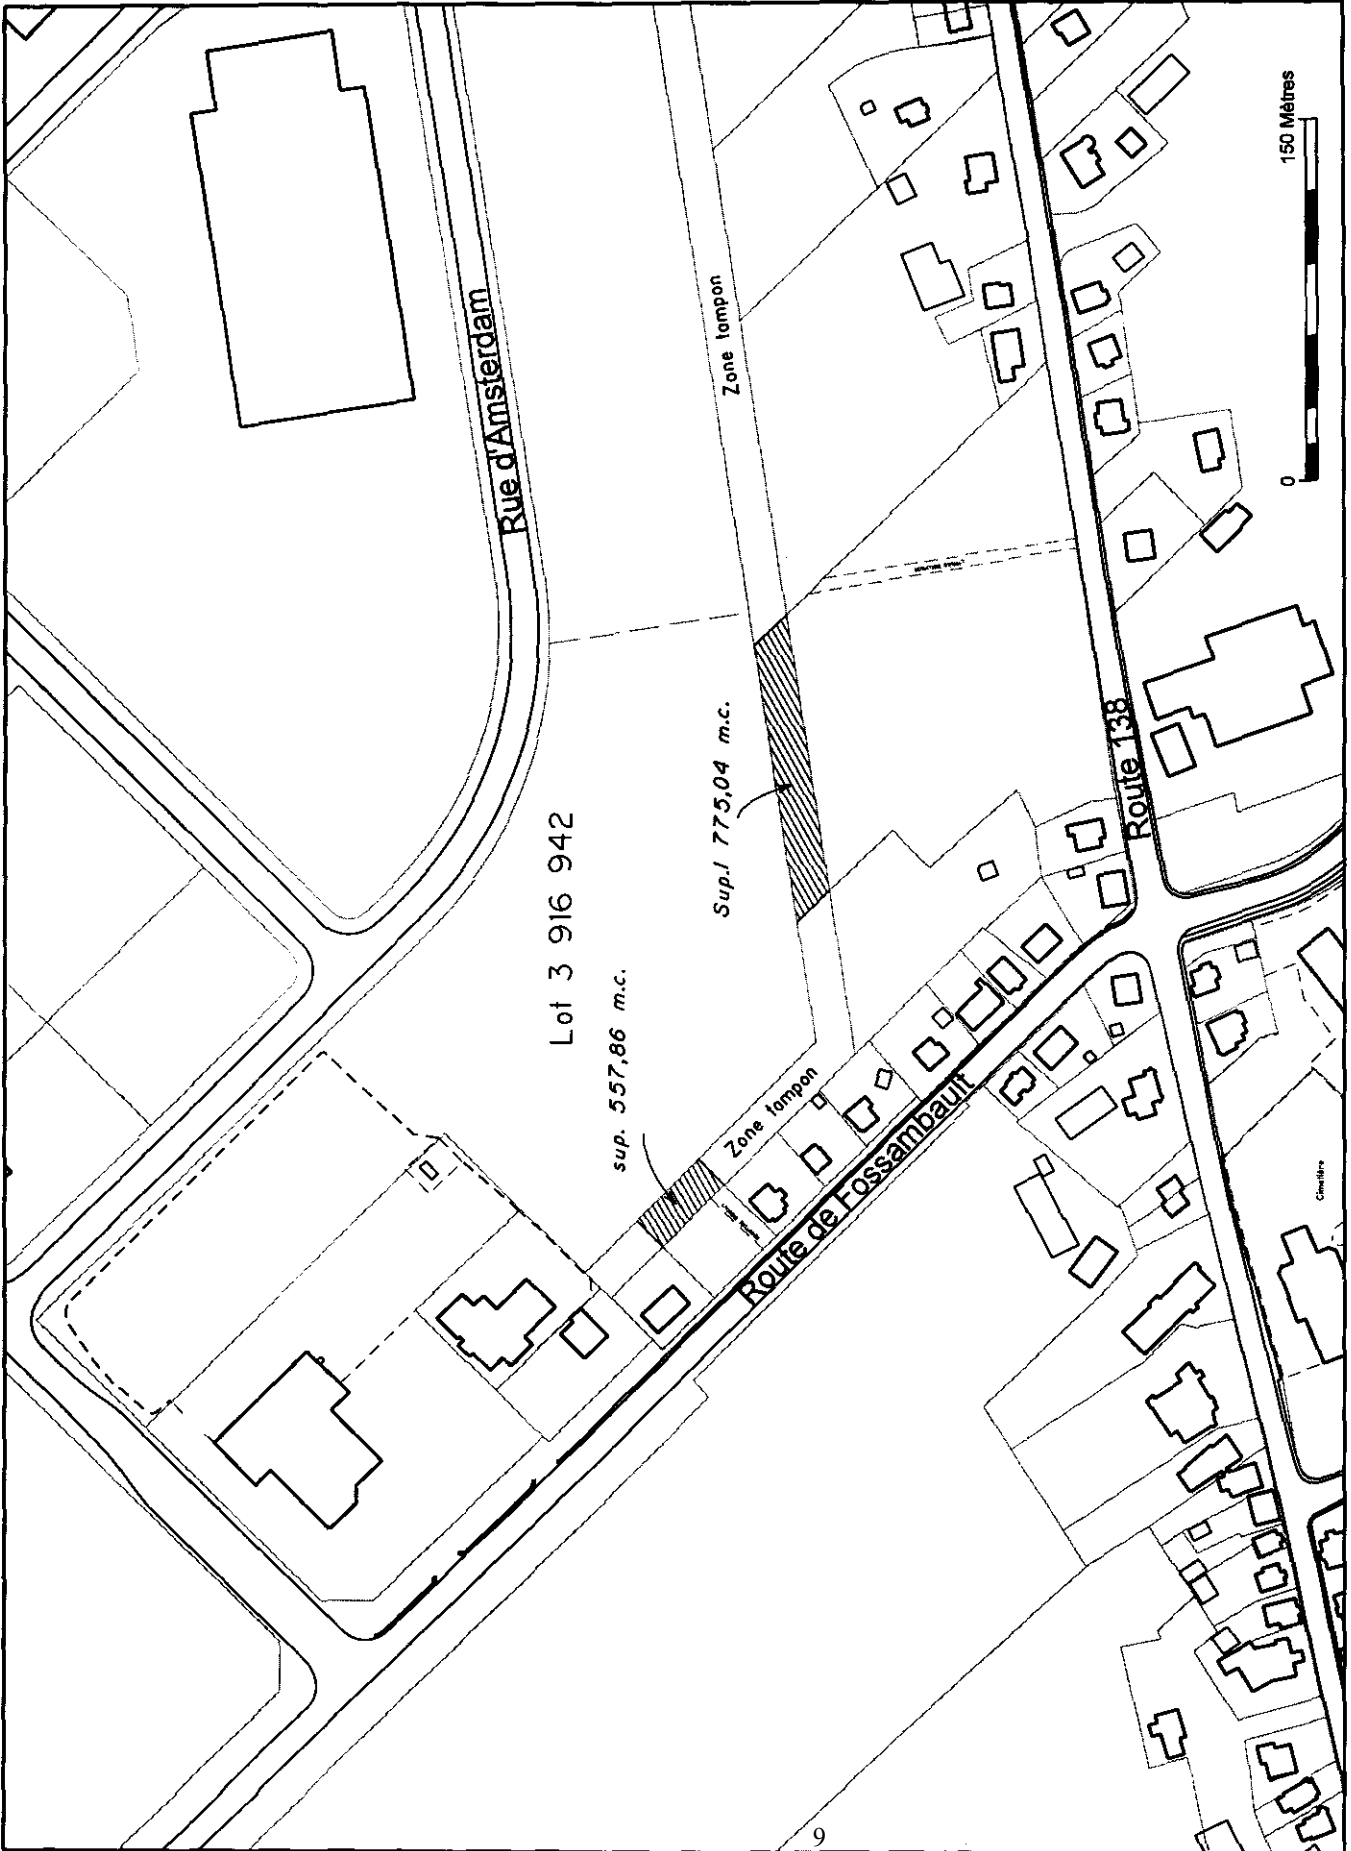 Rue d'Amsterdam
Zone tampon
150 Mètres
0
Lot 3 916 942
sup. 557,86 m.c.
Sup.1 775,04 m.c.
Zone tampon
Route 138
Route de Fossambault
Cimetière
9